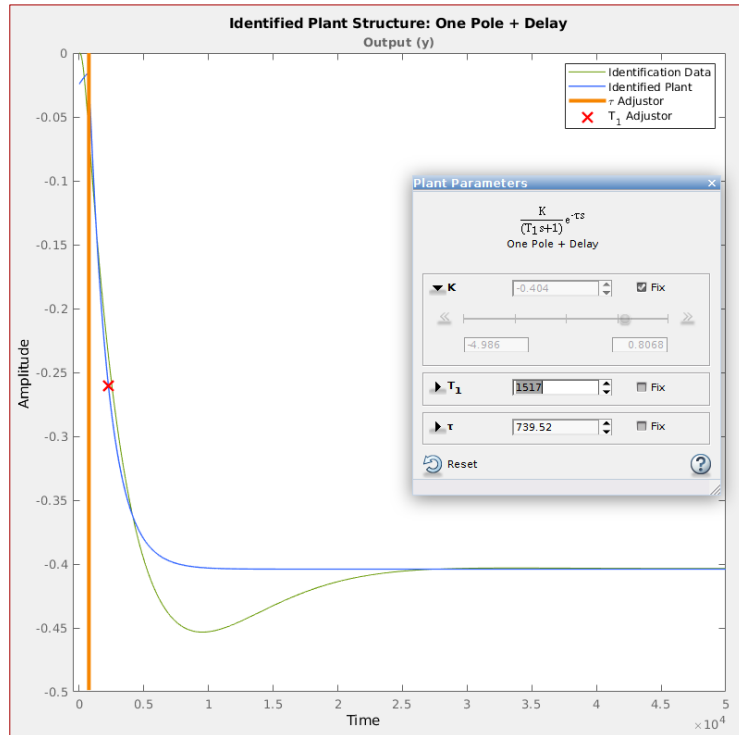 Identified Plant Structure: One Pole + Delay
Output (y)
Identification Data
Identified Plant
τ Adjustor
T1 Adjustor
0
-0.05
-0.1
-0.15
-0.2
-0.25
-0.3
-0.35
-0.4
-0.45
-0.5
Amplitude
Plant Parameters
K
(T1s+1) e-τs
One Pole + Delay
K -0.404 Fix
-4.986 0.8068
T1 1517 Fix
τ 739.52 Fix
Reset ?
0 0.5 1 1.5 2 2.5 3 3.5 4 4.5 5
Time
×10^4